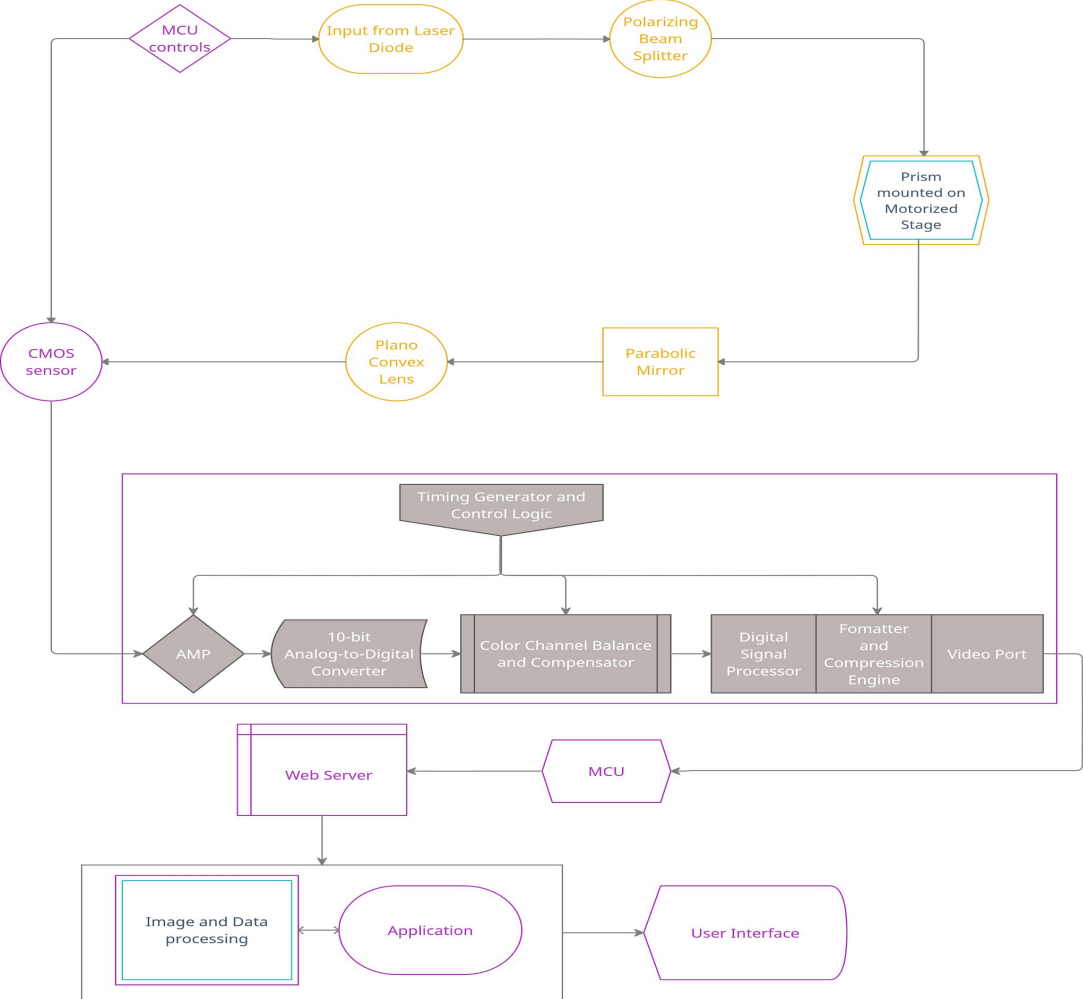 MCU
controls
Input from Laser
Diode
Polarizing
Beam
Splitter
Prism
mounted on
Motorized
Stage
CMOS
sensor
Plano
Convex
Lens
Parabolic
Mirror
Timing Generator and
Control Logic
AMP
10-bit
Analog-to-Digital
Converter
Color Channel Balance
and Compensator
Digital
Signal
Processor
Fomatter
and
Compression
Engine
Video Port
Web Server
MCU
Image and Data
processing
Application
User Interface